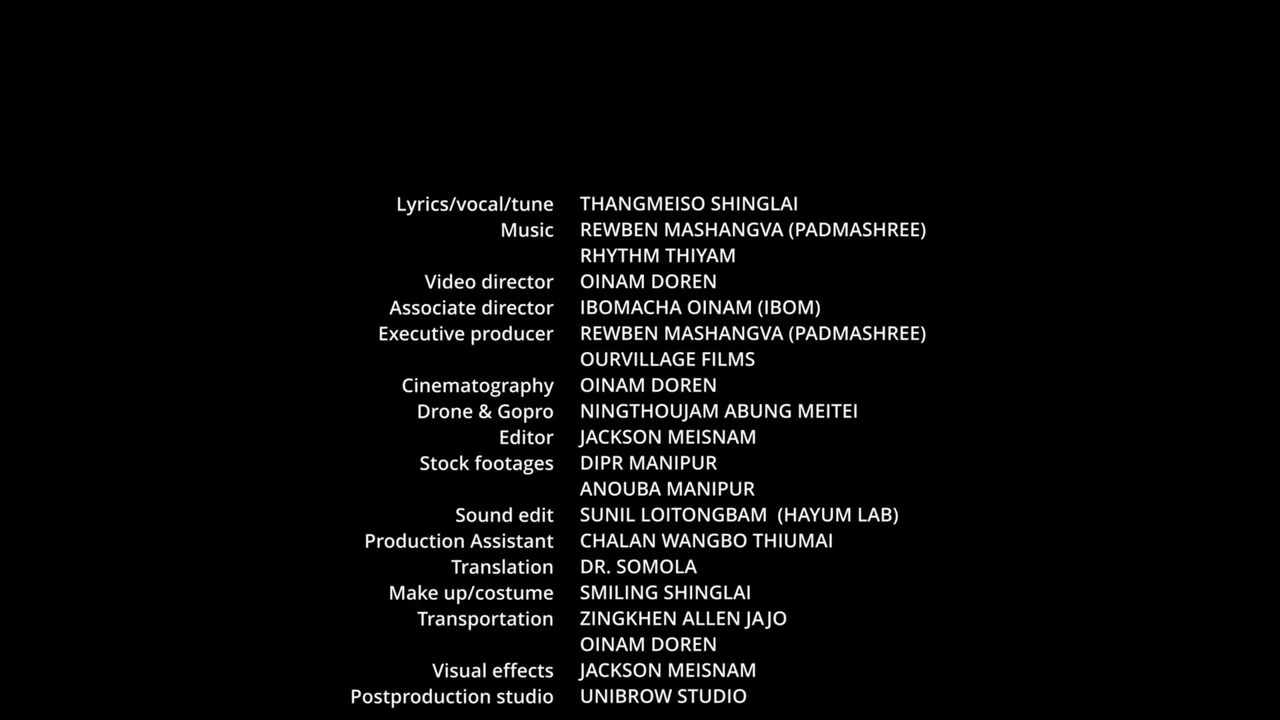 Lyrics/vocal/tune THANGMEISO SHINGLAI
Music REWBEN MASHANGVA (PADMASHREE)
RHYTHM THIYAM
Video director OINAM DOREN
Associate director IBOMACHA OINAM (IBOM)
Executive producer REWBEN MASHANGVA (PADMASHREE)
OURVILLAGE FILMS
Cinematography OINAM DOREN
Drone & Gopro NINGTHOUJAM ABUNG MEITEI
Editor JACKSON MEISNAM
Stock footages DIPR MANIPUR
ANOUBA MANIPUR
Sound edit SUNIL LOITONGBAM (HAYUM LAB)
Production Assistant CHALAN WANGBO THIUMAI
Translation DR. SOMOLA
Make up/costume SMILING SHINGLAI
Transportation ZINGKHEN ALLEN JAJO
OINAM DOREN
Visual effects JACKSON MEISNAM
Postproduction studio UNIBROW STUDIO